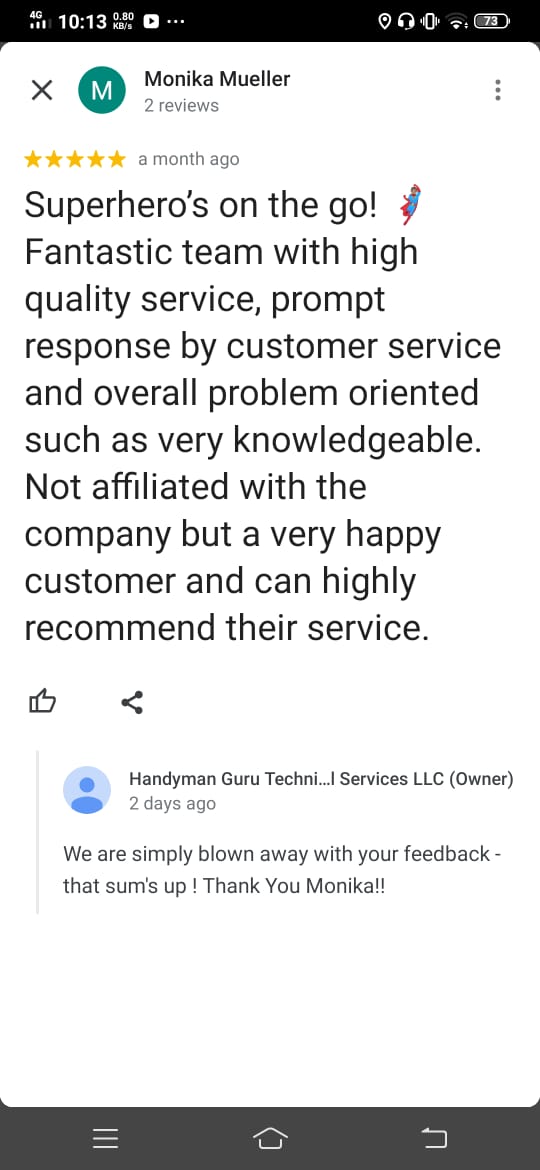 4G 10:13 0.80 KB/s ... 73
Monika Mueller
M
2 reviews
a month ago
Superhero’s on the go! 🦸
Fantastic team with high
quality service, prompt
response by customer service
and overall problem oriented
such as very knowledgeable.
Not affiliated with the
company but a very happy
customer and can highly
recommend their service.
Handyman Guru Techni...l Services LLC (Owner)
2 days ago
We are simply blown away with your feedback -
that sum's up ! Thank You Monika!!